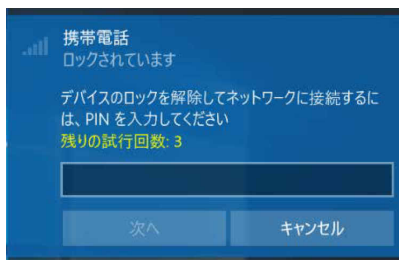 携帯電話
ロックされています
デバイスのロックを解除してネットワークに接続するに
は、PIN を入力してください
残りの試行回数: 3
次へ
キャンセル